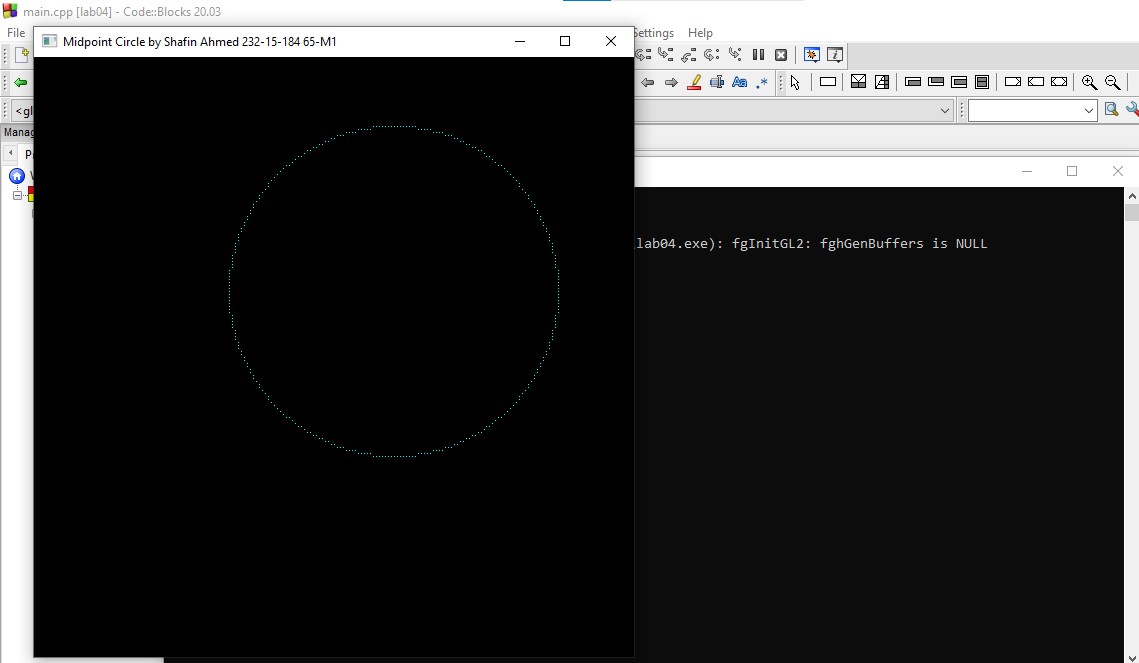 main.cpp [lab04] - Code::Blocks 20.03
File
Settings Help
Midpoint Circle by Shafin Ahmed 232-15-184 65-M1
Aa
.*
<gl
Manag
lab04.exe): fgInitGL2: fghGenBuffers is NULL